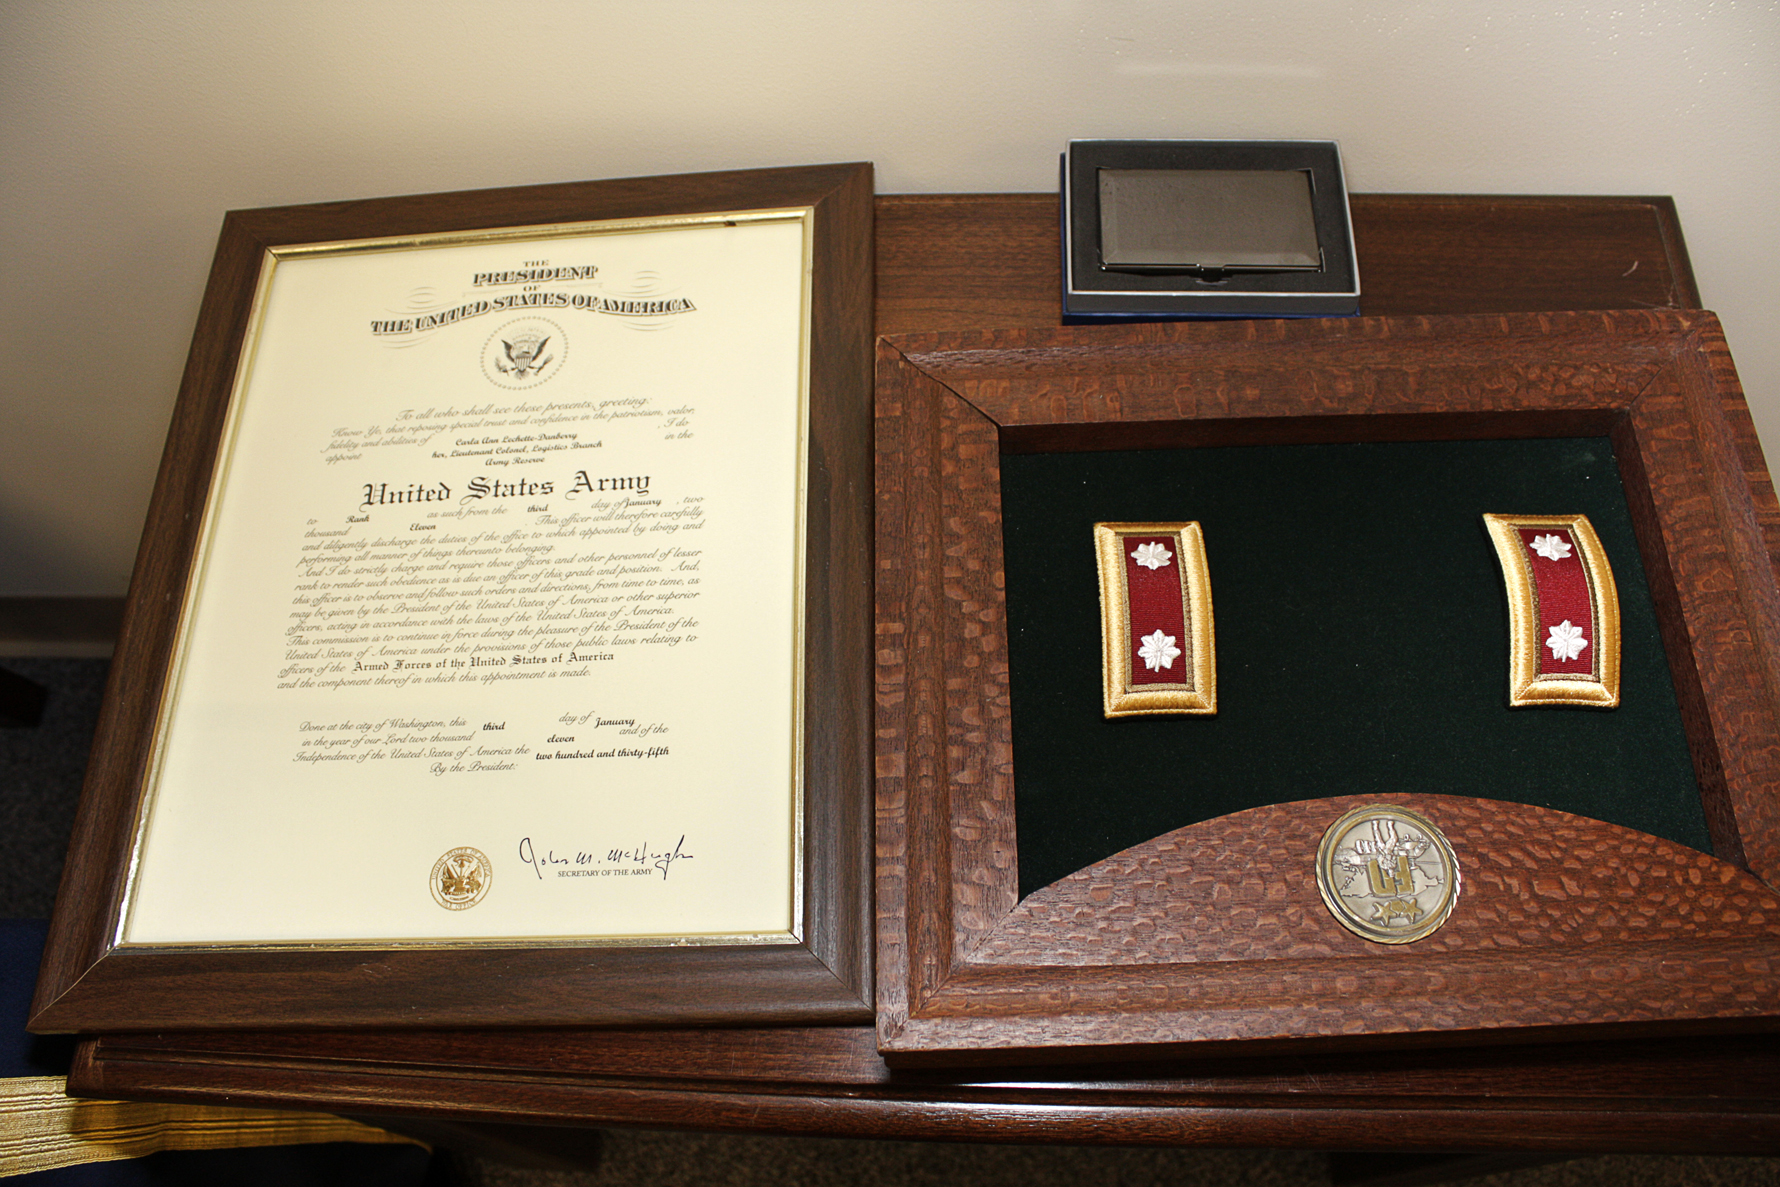 THE
PRESIDENT
OF
THE UNITED STATES OF AMERICA
To all who shall see these presents, greeting:
Know Ye, that reposing special trust and confidence in the patriotism, valor,
fidelity and abilities of Carla Ann Lochette-Danberry , I do
appoint her, Lieutenant Colonel, Logistics Branch in the
Army Reserve
United States Army
to Rank as such from the third day of January , two
thousand Eleven . This officer will therefore carefully
and diligently discharge the duties of the office to which appointed by doing and
performing all manner of things thereunto belonging.
And I do strictly charge and require those officers and other personnel of lesser
rank to render such obedience as is due an officer of this grade and position. And,
this officer is to observe and follow such orders and directions, from time to time, as
may be given by the President of the United States of America or other superior
officers, acting in accordance with the laws of the United States of America.
This commission is to continue in force during the pleasure of the President of the
United States of America under the provisions of those public laws relating to
officers of the Armed Forces of the United States of America
and the component thereof in which this appointment is made.
Done at the city of Washington, this third day of January
in the year of our Lord two thousand eleven and of the
Independence of the United States of America the two hundred and thirty-fifth
By the President:
John M. McHugh
SECRETARY OF THE ARMY